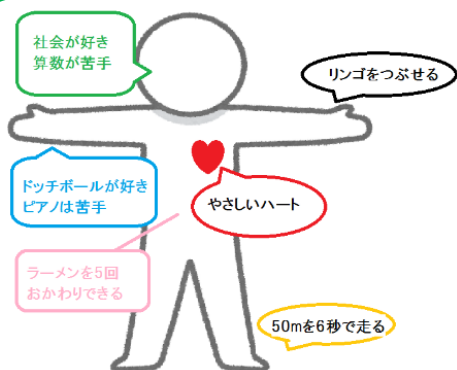 社会が好き
算数が苦手
リンゴをつぶせる
ドッチボールが好き
ピアノは苦手
やさしいハート
ラーメンを5回
おかわりできる
50mを6秒で走る